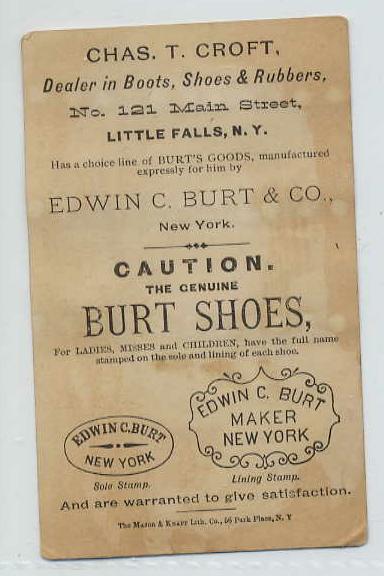 CHAS. T. CROFT,
Dealer in Boots, Shoes & Rubbers,
No. 121 Main Street,
LITTLE FALLS, N. Y.
Has a choice line of BURT'S GOODS, manufactured
expressly for him by
EDWIN C. BURT & CO.,
New York.
CAUTION.
THE GENUINE
BURT SHOES,
For LADIES, MISSES and CHILDREN, have the full name
stamped on the sole and lining of each shoe.
EDWIN C. BURT
NEW YORK
Sole Stamp.
EDWIN C. BURT
MAKER
NEW YORK
Lining Stamp.
And are warranted to give satisfaction.
The Major & Knapp Lith. Co., 56 Park Place, N. Y